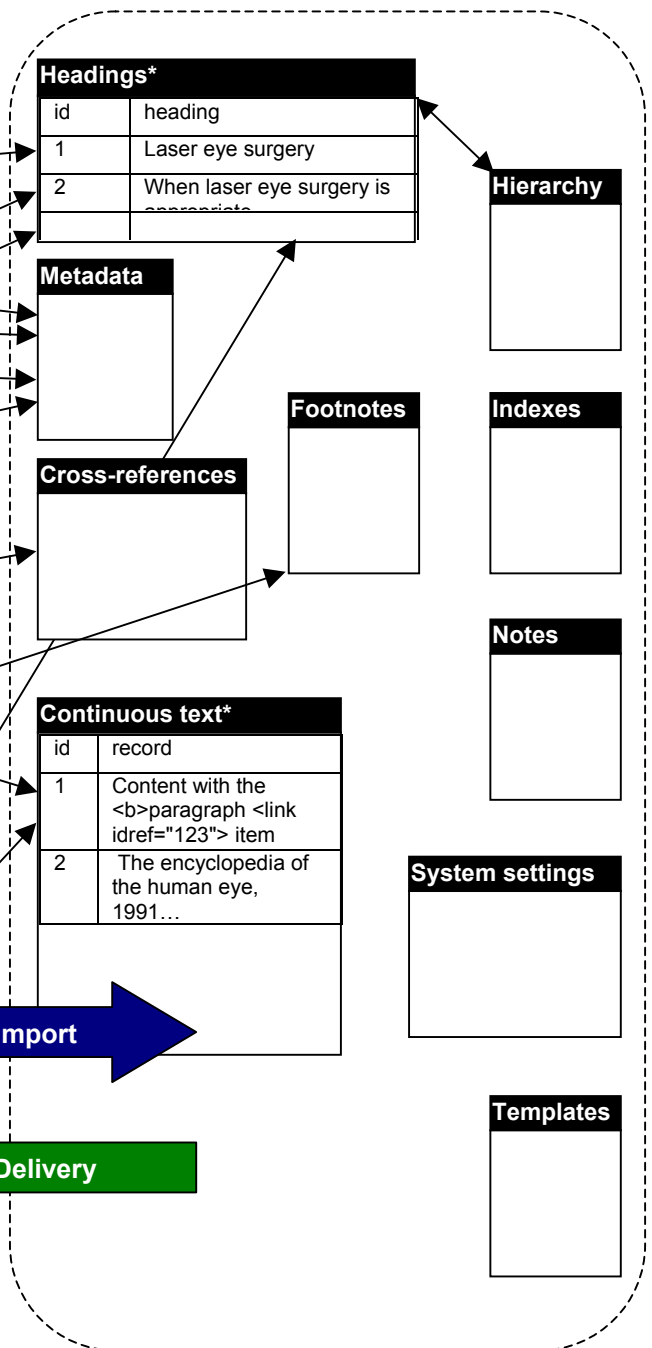 Headings*
id heading
1 Laser eye surgery
2 When laser eye surgery is
appropriate
Hierarchy
Metadata
Footnotes
Indexes
Cross-references
Notes
Continuous text*
id record
1 Content with the
<b>paragraph <link
idref="123"> item
2 The encyclopedia of
the human eye,
1991…
System settings
mport
Templates
Delivery